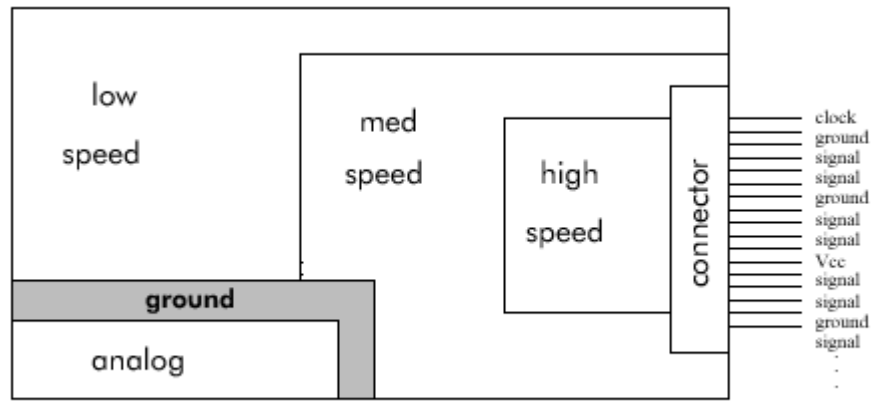 low
speed
med
speed
high
speed
connector
ground
analog
clock
ground
signal
signal
ground
signal
signal
Vcc
signal
signal
ground
signal
.
.
.